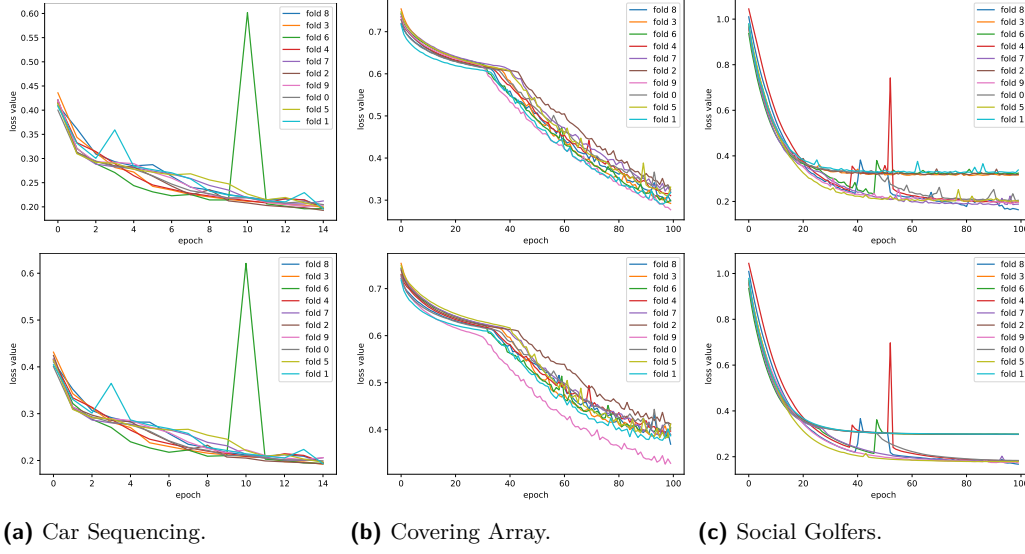 0.60
0.55
0.50
0.45
0.40
0.35
0.30
0.25
0.20
loss value
fold 8
fold 3
fold 6
fold 4
fold 7
fold 2
fold 9
fold 0
fold 5
fold 1
0 2 4 6 8 10 12 14
epoch
0.7
0.6
0.5
0.4
0.3
loss value
fold 8
fold 3
fold 6
fold 4
fold 7
fold 2
fold 9
fold 0
fold 5
fold 1
0 20 40 60 80 100
epoch
1.0
0.8
0.6
0.4
0.2
loss value
fold 8
fold 3
fold 6
fold 4
fold 7
fold 2
fold 9
fold 0
fold 5
fold 1
0 20 40 60 80 100
epoch
0.6
0.5
0.4
0.3
0.2
loss value
fold 8
fold 3
fold 6
fold 4
fold 7
fold 2
fold 9
fold 0
fold 5
fold 1
0 2 4 6 8 10 12 14
epoch
0.7
0.6
0.5
0.4
loss value
fold 8
fold 3
fold 6
fold 4
fold 7
fold 2
fold 9
fold 0
fold 5
fold 1
0 20 40 60 80 100
epoch
1.0
0.8
0.6
0.4
0.2
loss value
fold 8
fold 3
fold 6
fold 4
fold 7
fold 2
fold 9
fold 0
fold 5
fold 1
0 20 40 60 80 100
epoch
(a) Car Sequencing.
(b) Covering Array.
(c) Social Golfers.